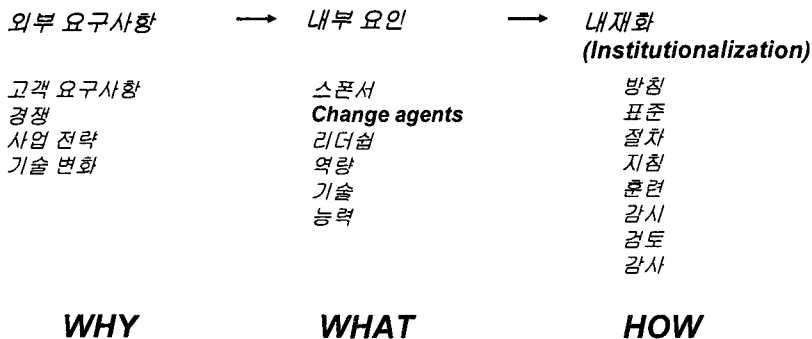 외부 요구사항 → 내부 요인 → 내재화
(Institutionalization)
고객 요구사항
경쟁
사업 전략
기술 변화
스폰서
Change agents
리더쉽
역량
기술
능력
방침
표준
절차
지침
훈련
감시
검토
감사
WHY WHAT HOW